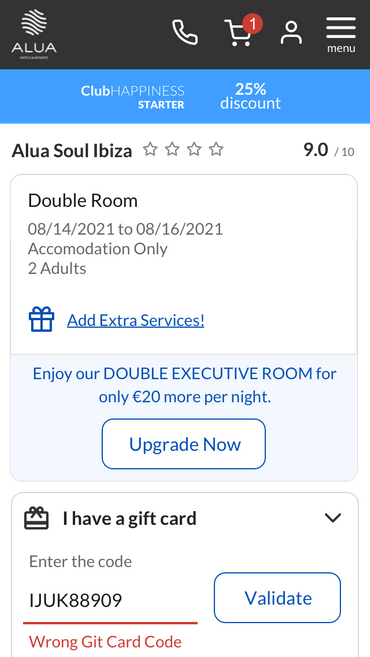 ALUA
HOTELS & RESORTS
1
menu
ClubHAPPINESS
STARTER
25%
discount
Alua Soul Ibiza
9.0 / 10
Double Room
08/14/2021 to 08/16/2021
Accomodation Only
2 Adults
Add Extra Services!
Enjoy our DOUBLE EXECUTIVE ROOM for
only €20 more per night.
Upgrade Now
I have a gift card
Enter the code
IJUK88909
Validate
Wrong Git Card Code